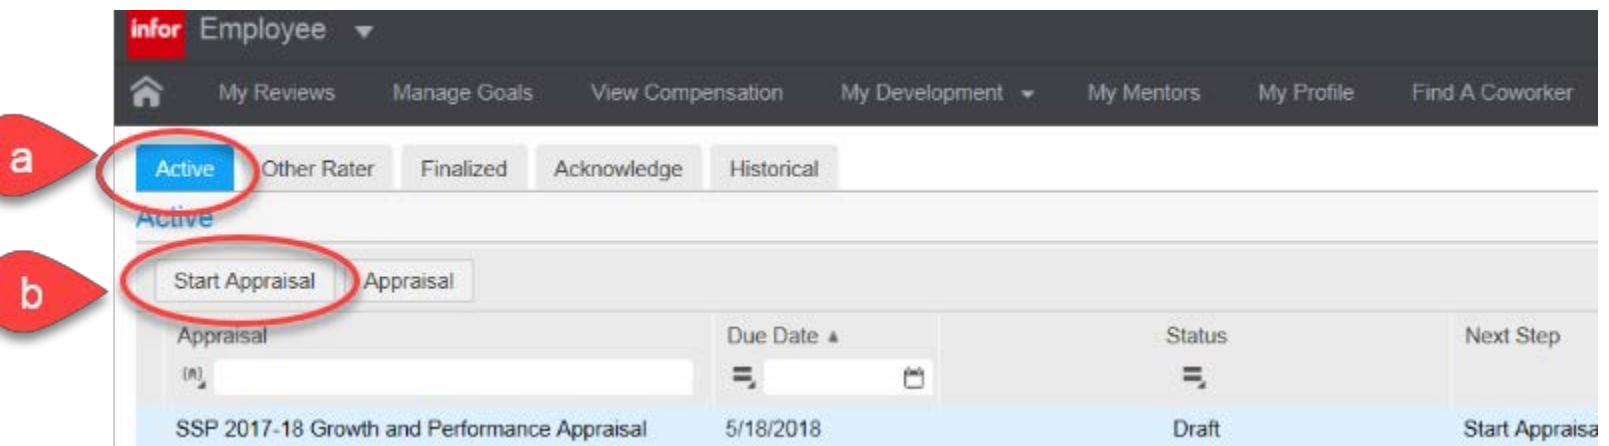 infor Employee
My Reviews Manage Goals View Compensation My Development My Mentors My Profile Find A Coworker
a
Active Other Rater Finalized Acknowledge Historical
Active
b
Start Appraisal Appraisal
Appraisal Due Date Status Next Step
SSP 2017-18 Growth and Performance Appraisal 5/18/2018 Draft Start Appraisa